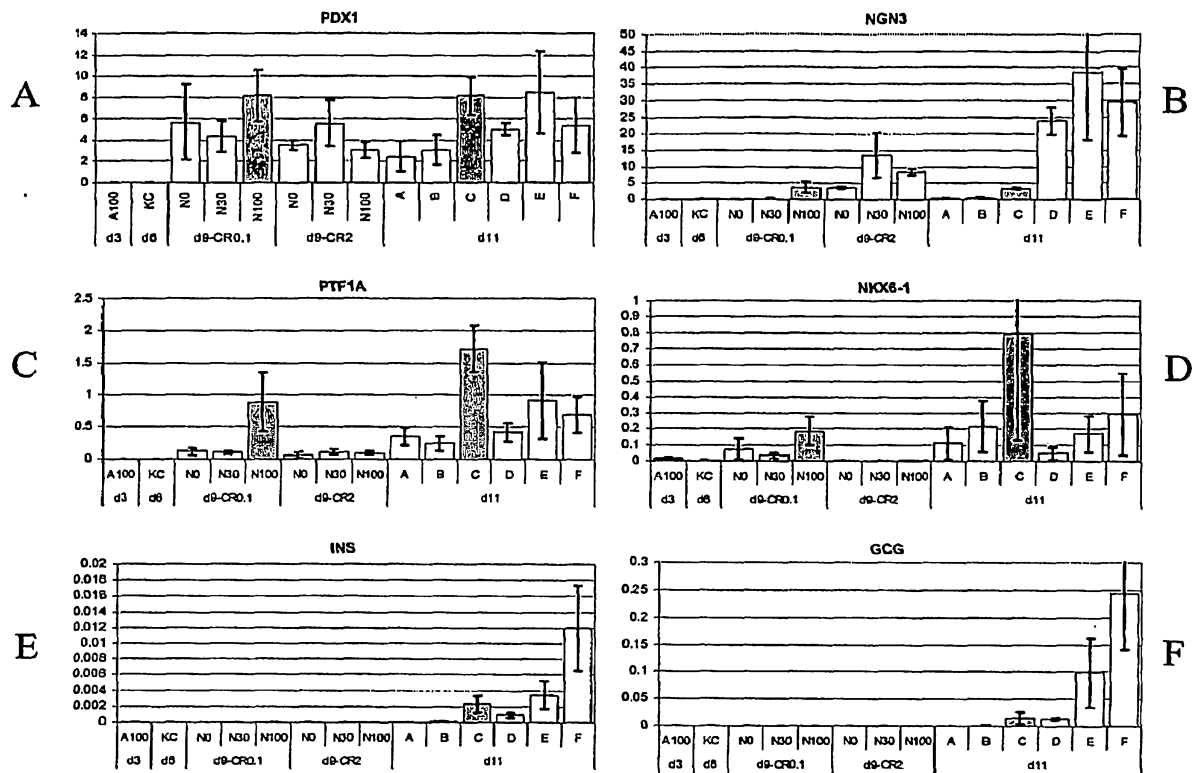 PDX1
14
12
10
8
6
4
2
0
A100 KC N0 N30 N100 N0 N30 N100 A B C D E F
d3 d6 d9-CR0.1 d9-CR2 d11
A
NGN3
50
45
40
35
30
25
20
15
10
5
0
A100 KC N0 N30 N100 N0 N30 N100 A B C D E F
d3 d6 d9-CR0.1 d9-CR2 d11
B
PTF1A
2.5
2
1.5
1
0.5
0
A100 KC N0 N30 N100 N0 N30 N100 A B C D E F
d3 d6 d9-CR0.1 d9-CR2 d11
C
NKX6-1
1
0.9
0.8
0.7
0.6
0.5
0.4
0.3
0.2
0.1
0
A100 KC N0 N30 N100 N0 N30 N100 A B C D E F
d3 d6 d9-CR0.1 d9-CR2 d11
D
INS
0.02
0.018
0.016
0.014
0.012
0.01
0.008
0.006
0.004
0.002
0
A100 KC N0 N30 N100 N0 N30 N100 A B C D E F
d3 d6 d9-CR0.1 d9-CR2 d11
E
GCG
0.3
0.25
0.2
0.15
0.1
0.05
0
A100 KC N0 N30 N100 N0 N30 N100 A B C D E F
d3 d6 d9-CR0.1 d9-CR2 d11
F